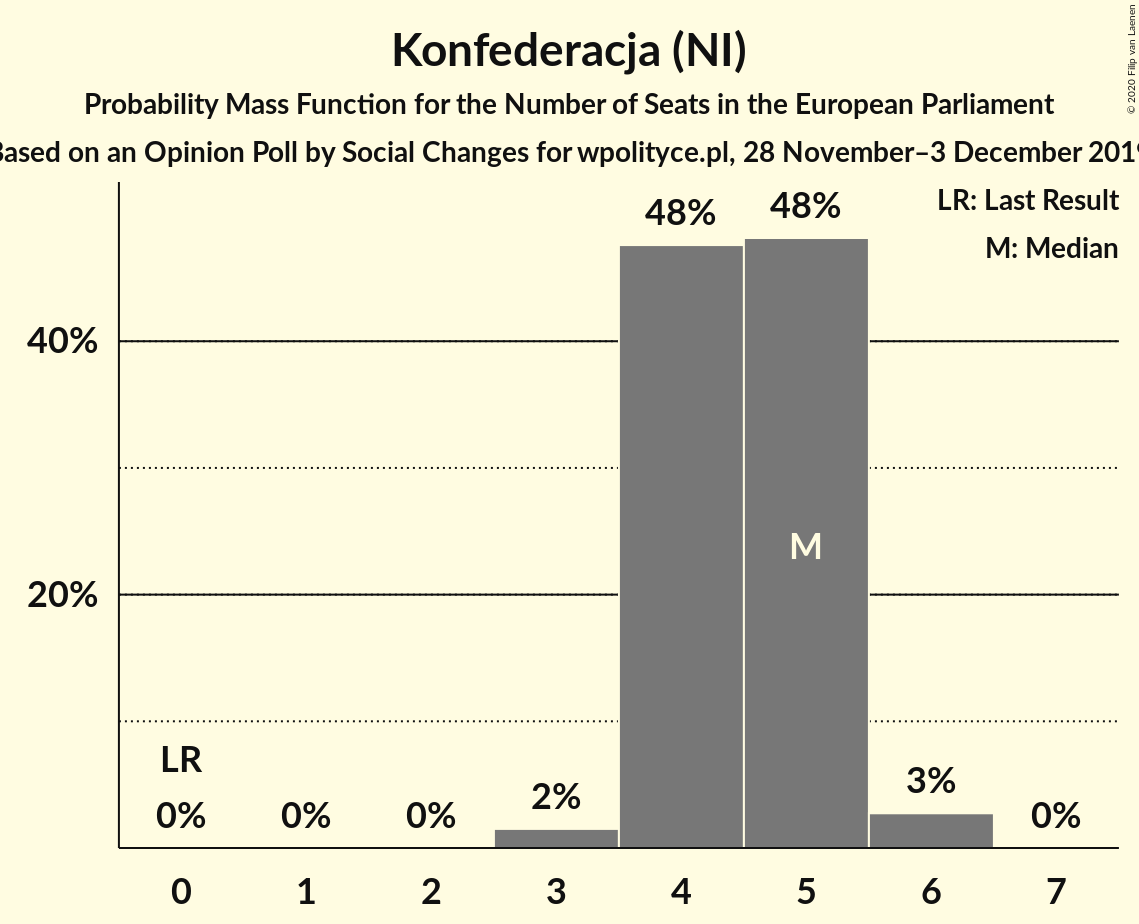 Konfederacja (NI)
Probability Mass Function for the Number of Seats in the European Parliament
Based on an Opinion Poll by Social Changes for wpolityce.pl, 28 November–3 December 2019
© 2020 Filip van Laenen
LR: Last Result
M: Median
48% 48%
40%
M
20%
LR
0% 0% 0% 2% 3% 0%
0 1 2 3 4 5 6 7